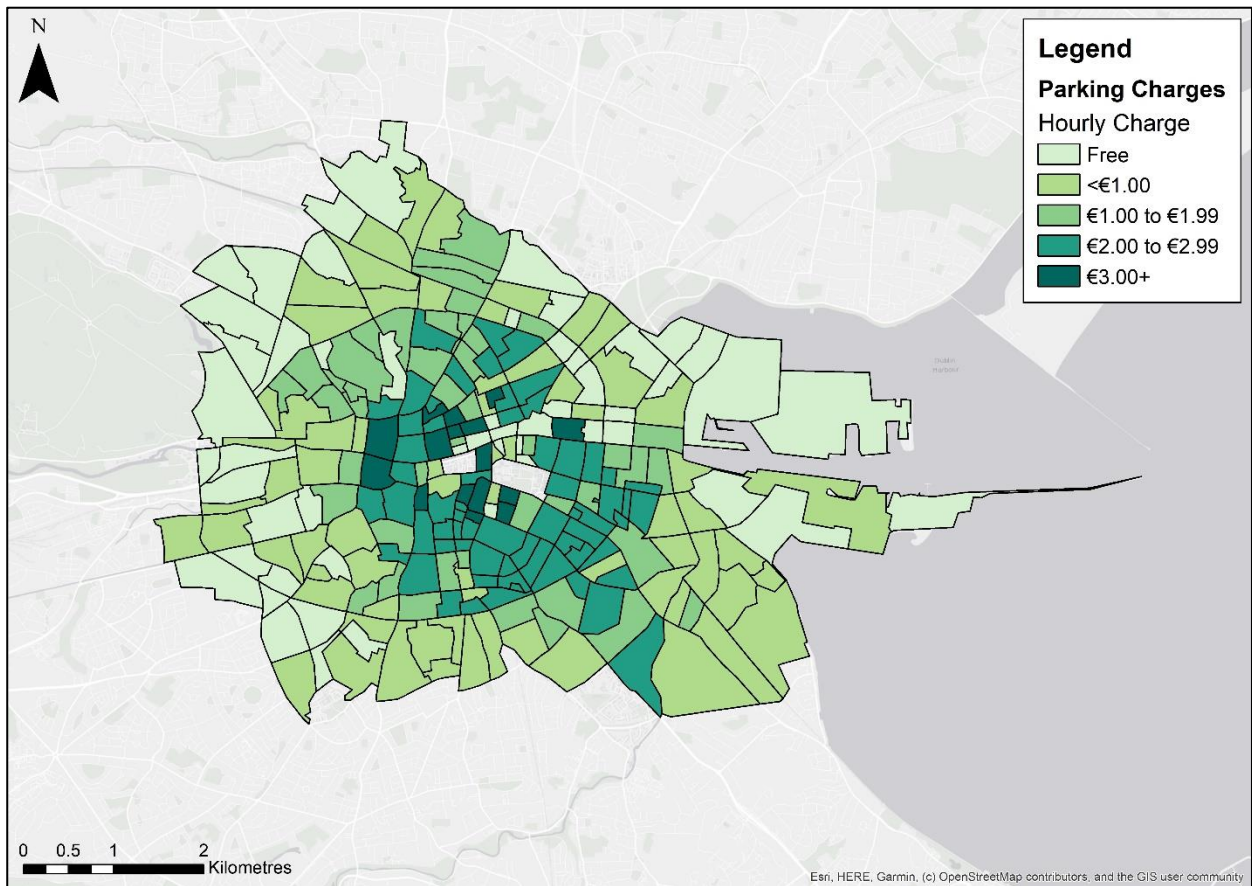 N
Legend
Parking Charges
Hourly Charge
Free
<€1.00
€1.00 to €1.99
€2.00 to €2.99
€3.00+
0 0.5 1 2
Kilometres
Esri, HERE, Garmin, (c) OpenStreetMap contributors, and the GIS user community